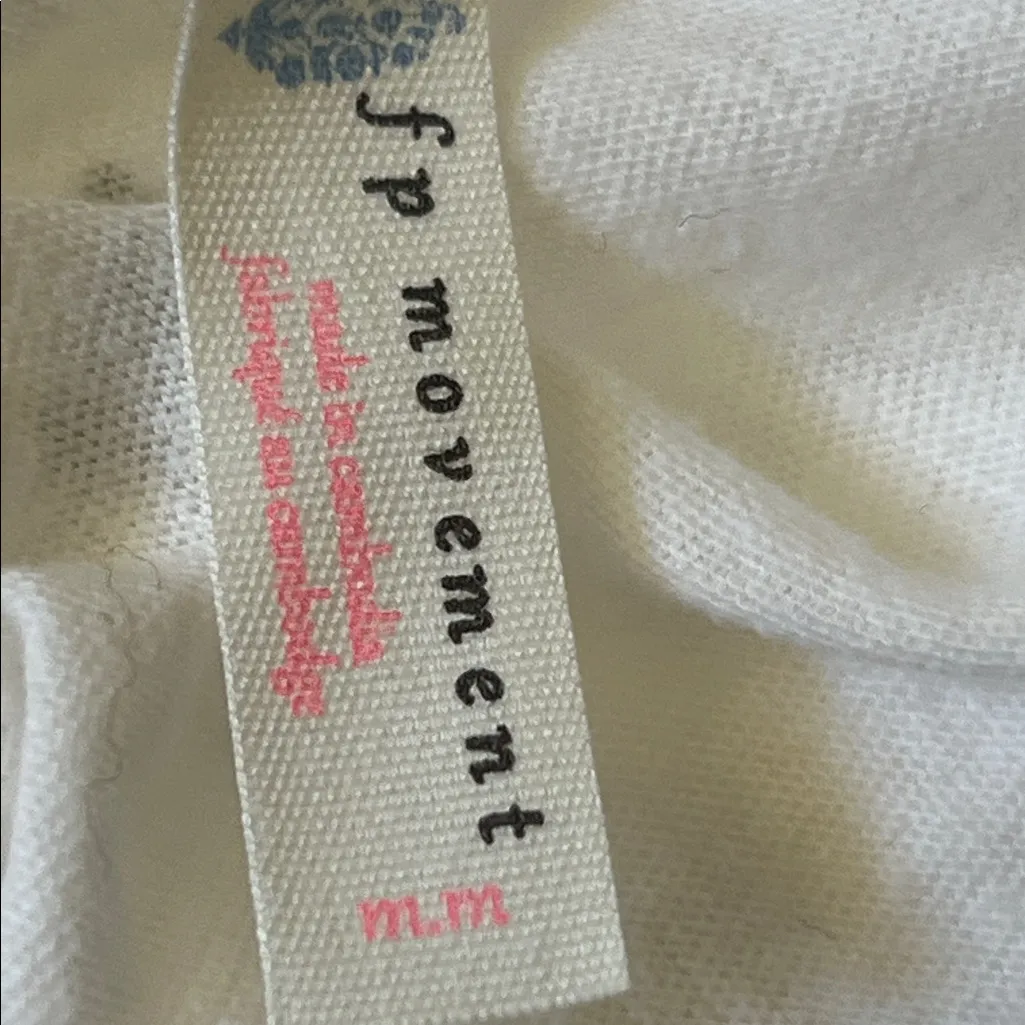 fp movement
made in cambodia
fabriqué au cambodge
m.m